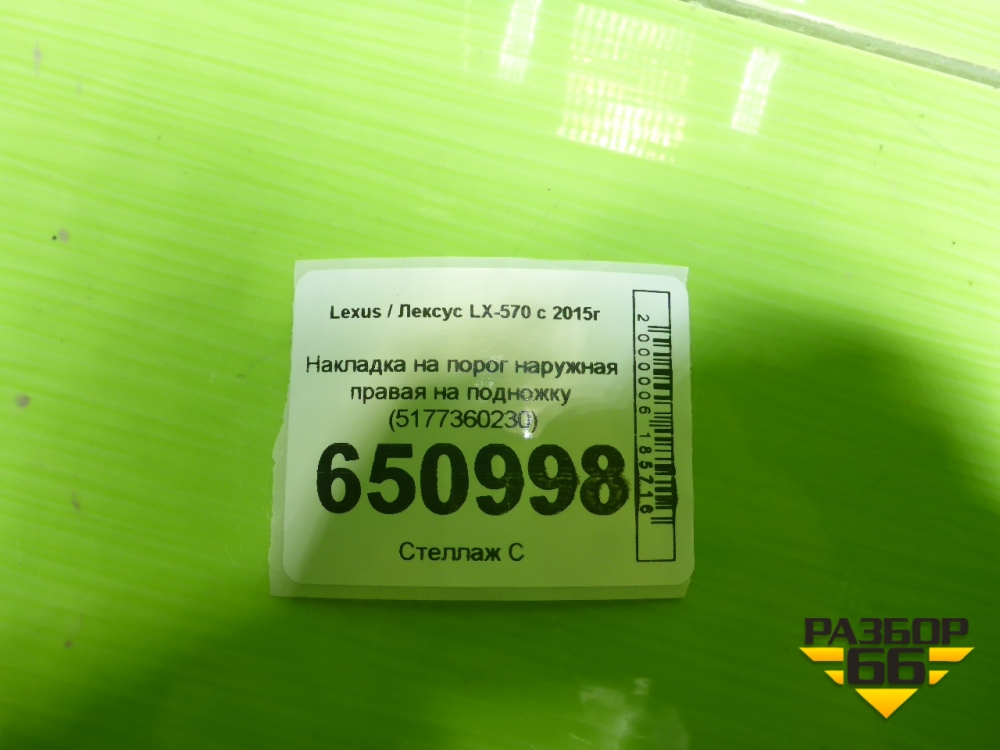 Lexus / Лексус LX-570 с 2015г
Накладка на порог наружная
правая на подножку
(5177360230)
650998
Стеллаж С
2000006185716
РАЗБОР
66